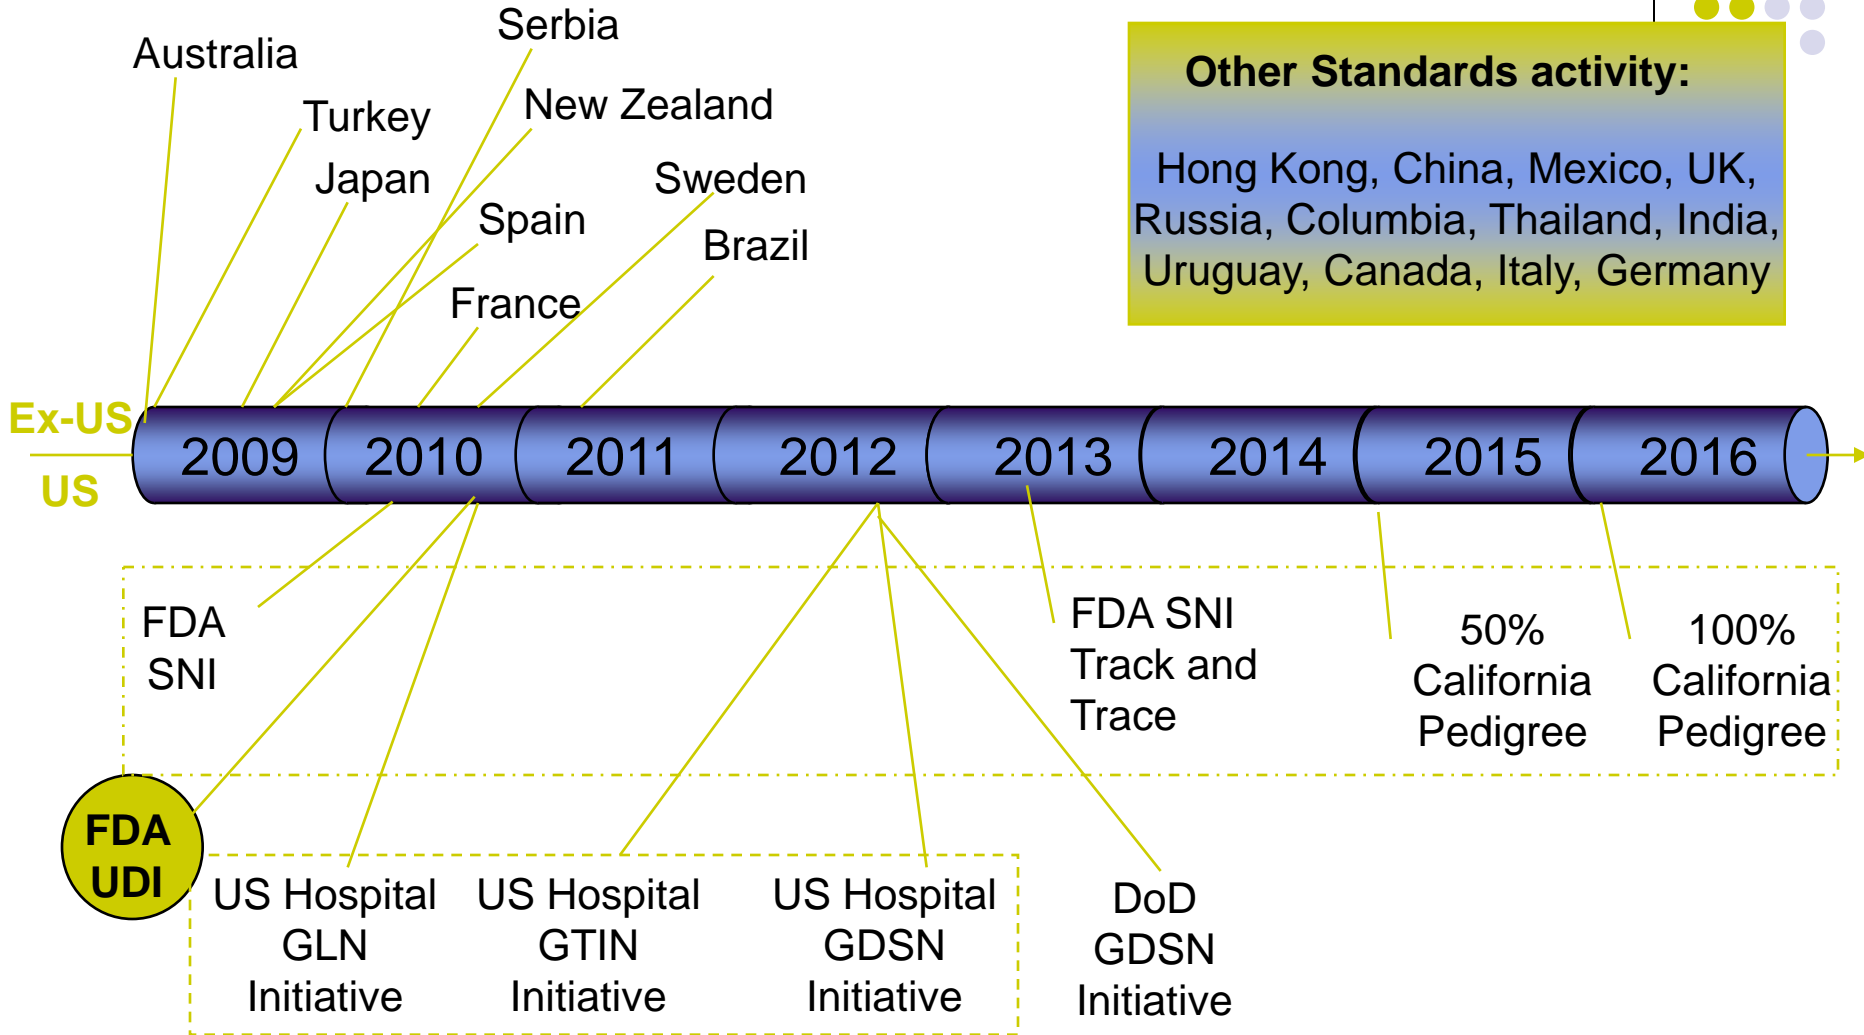 Serbia
Australia
Turkey
New Zealand
Japan
Sweden
Spain
Brazil
France
Other Standards activity:
Hong Kong, China, Mexico, UK,
Russia, Columbia, Thailand, India,
Uruguay, Canada, Italy, Germany
Ex-US
US
2009
2010
2011
2012
2013
2014
2015
2016
FDA
SNI
FDA SNI
Track and
Trace
50%
California
Pedigree
100%
California
Pedigree
FDA
UDI
US Hospital
GLN
Initiative
US Hospital
GTIN
Initiative
US Hospital
GDSN
Initiative
DoD
GDSN
Initiative